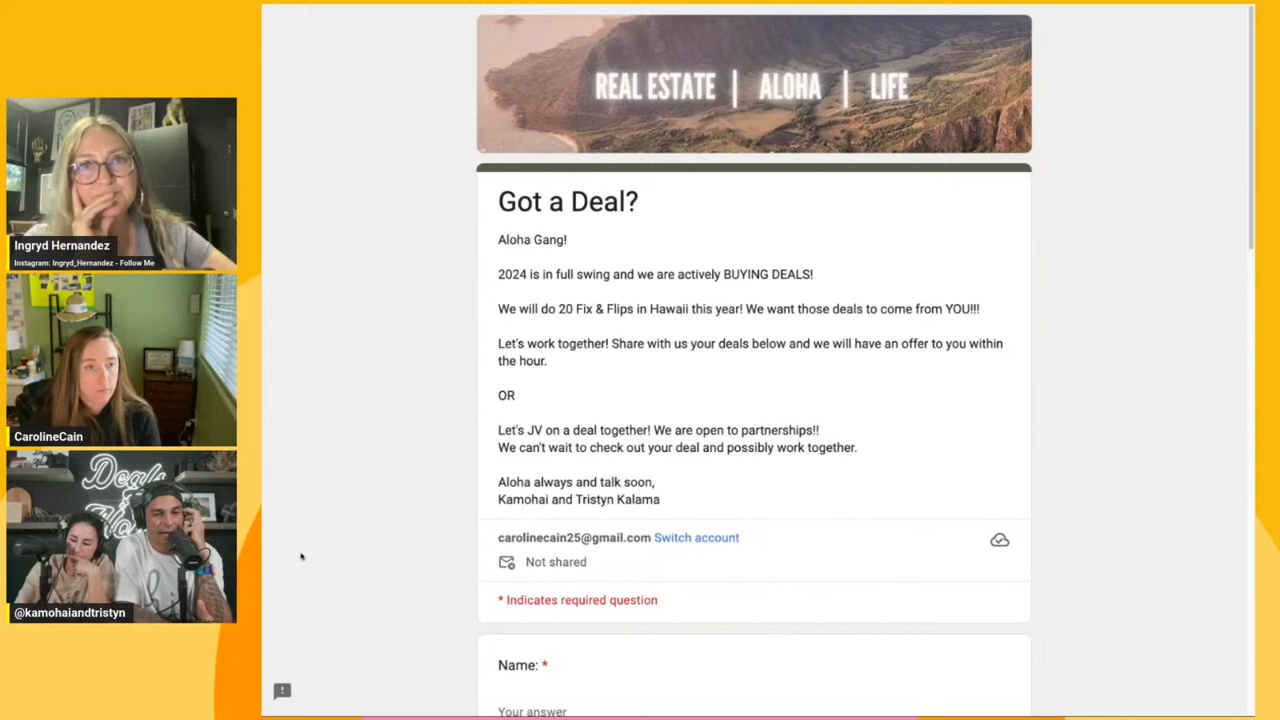 REAL ESTATE | ALOHA | LIFE
Got a Deal?
Aloha Gang!
2024 is in full swing and we are actively BUYING DEALS!
We will do 20 Fix & Flips in Hawaii this year! We want those deals to come from YOU!!!
Let's work together! Share with us your deals below and we will have an offer to you within
the hour.
OR
Let's JV on a deal together! We are open to partnerships!!
We can't wait to check out your deal and possibly work together.
Aloha always and talk soon,
Kamohai and Tristyn Kalama
carolinecain25@gmail.com Switch account
Not shared
* Indicates required question
Name: *
Your answer
Ingryd Hernandez
Instagram: Ingryd_Hernandez - Follow Me
CarolineCain
Deals
@kamohaiandtristyn